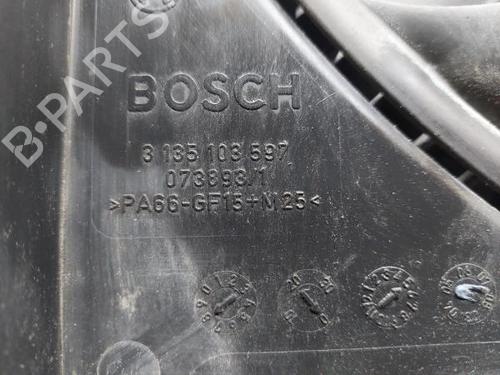 BOSCH
3 135 103 597
073893/1
>PA66-GF15+M25<
B-PARTS